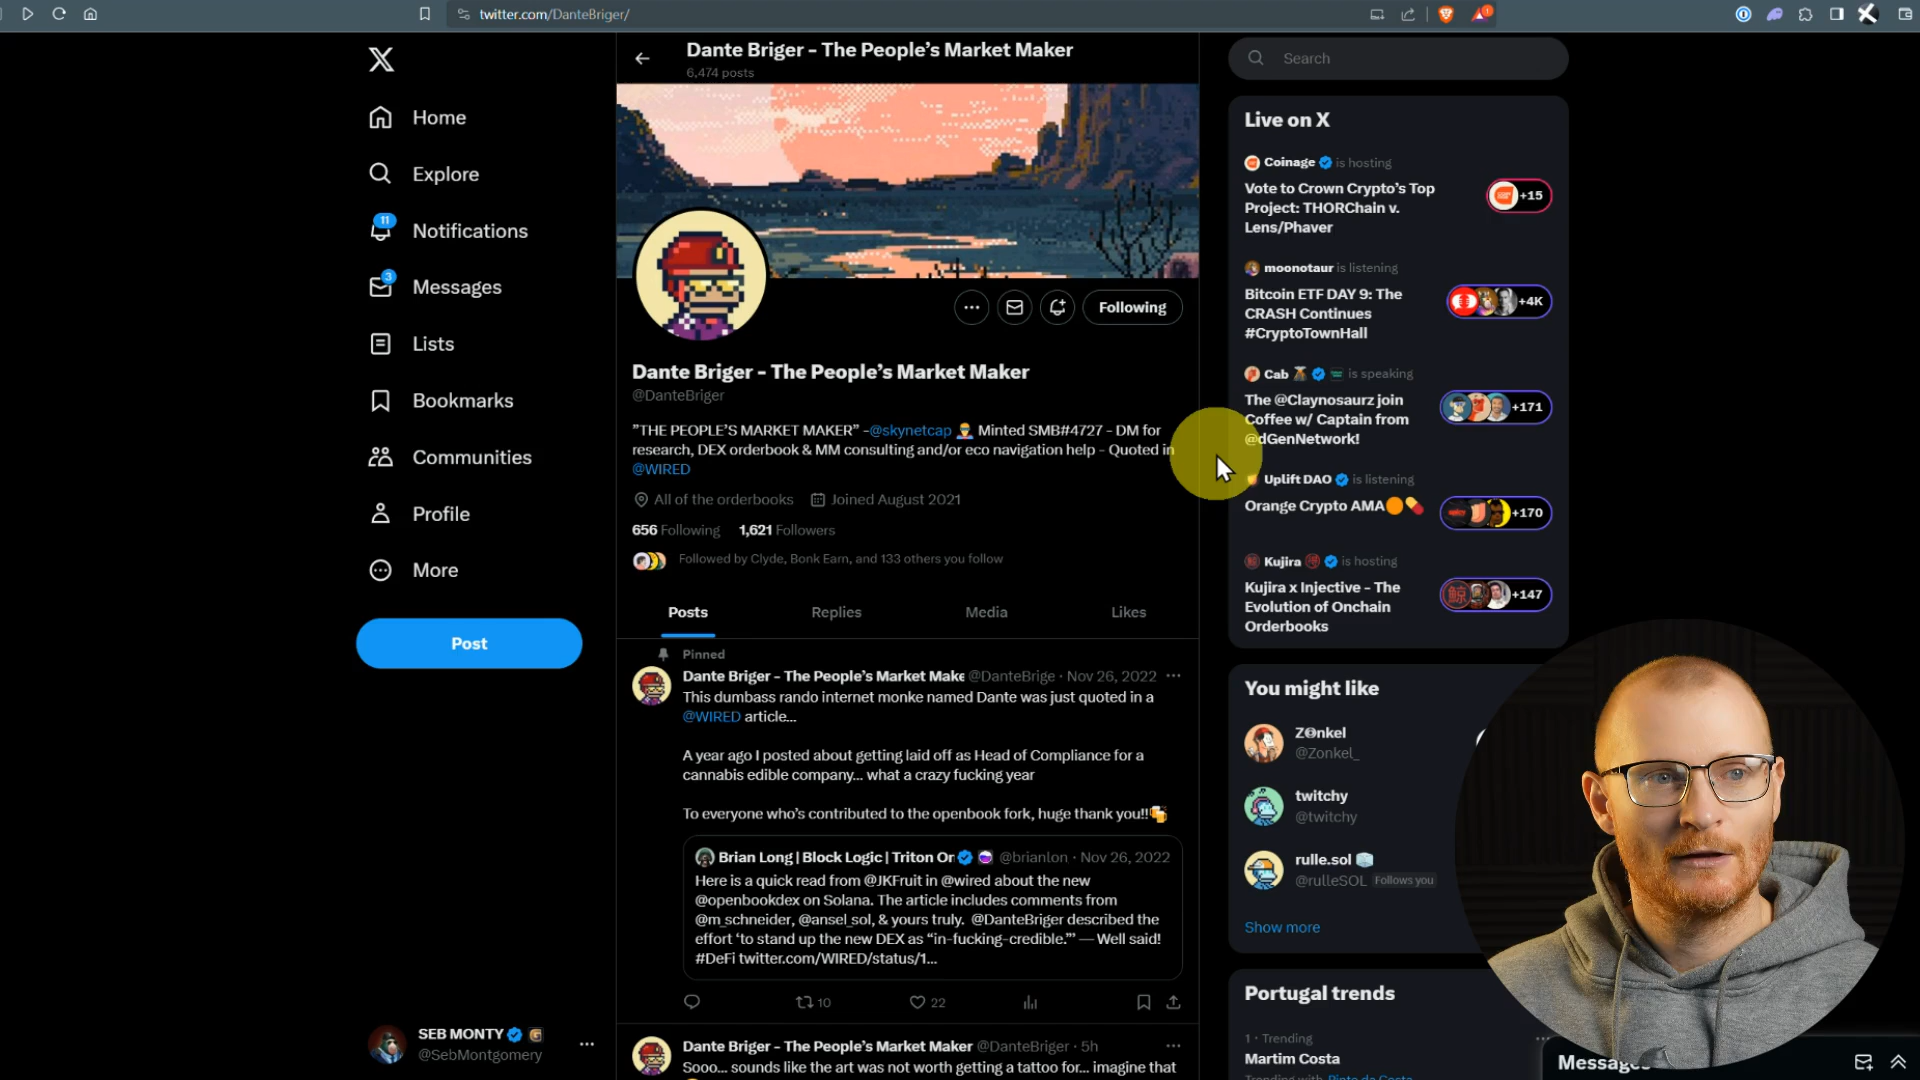 twitter.com/DanteBriger/
1
X
Home
Explore
11
Notifications
3
Messages
Lists
Bookmarks
Communities
Profile
More
Post
SEB MONTY
@SebMontgomery
Dante Briger - The People’s Market Maker
6,474 posts
Following
Dante Briger - The People’s Market Maker
@DanteBriger
”THE PEOPLE’S MARKET MAKER” -@skynetcap 👨‍🌾 Minted SMB#4727 - DM for
research, DEX orderbook & MM consulting and/or eco navigation help - Quoted in
@WIRED
All of the orderbooks Joined August 2021
656 Following 1,621 Followers
Followed by Clyde, Bonk Earn, and 133 others you follow
Posts Replies Media Likes
Pinned
Dante Briger - The People’s Market Make @DanteBrige · Nov 26, 2022 ···
This dumbass rando internet monke named Dante was just quoted in a
@WIRED article...
A year ago I posted about getting laid off as Head of Compliance for a
cannabis edible company... what a crazy fucking year
To everyone who’s contributed to the openbook fork, huge thank you!!🍻
Brian Long | Block Logic | Triton On @brianlon · Nov 26, 2022
Here is a quick read from @JKFruit in @wired about the new
@openbookdex on Solana. The article includes comments from
@m_schneider, @ansel_sol, & yours truly. @DanteBriger described the
effort ‘to stand up the new DEX as “in-fucking-credible.”’ — Well said!
#DeFi twitter.com/WIRED/status/1...
10 22
Dante Briger - The People’s Market Maker @DanteBriger · 5h ···
Sooo... sounds like the art was not worth getting a tattoo for... imagine that
Search
Live on X
Coinage is hosting
Vote to Crown Crypto’s Top
Project: THORChain v.
Lens/Phaver
+15
moonotaur is listening
Bitcoin ETF DAY 9: The
CRASH Continues
#CryptoTownHall
+4K
Cab is speaking
The @Claynosaurz join
Coffee w/ Captain from
@dGenNetwork!
+171
Uplift DAO is listening
Orange Crypto AMA🟠💊
+170
Kujira is hosting
Kujira x Injective - The
Evolution of Onchain
Orderbooks
鯨
+147
You might like
@Zonkel_
twitchy
@twitchy
rulle.sol
@rulleSOL Follows you
Show more
Portugal trends
1 · Trending
Martim Costa
Messages